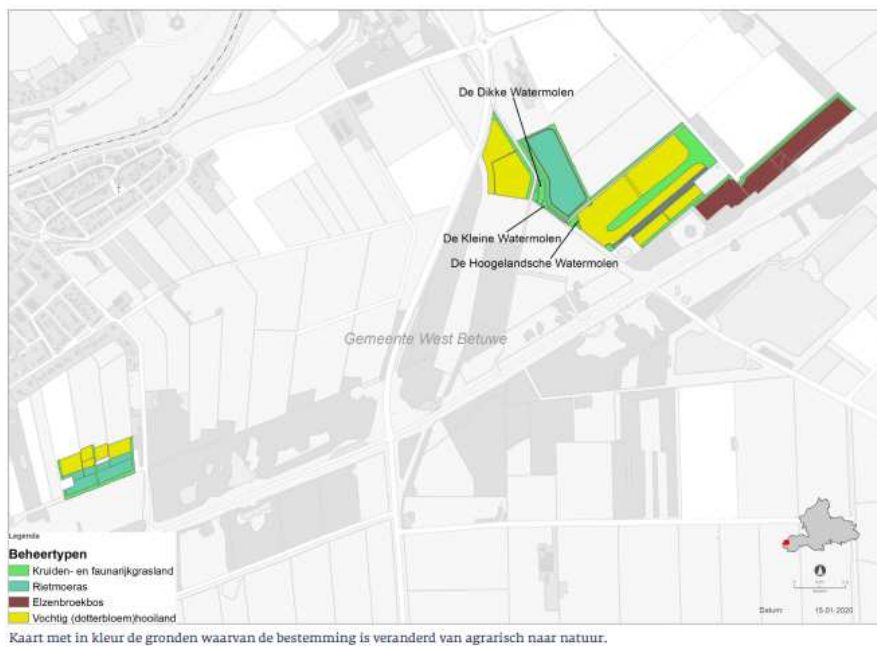 De Dikke Watermolen
De Kleine Watermolen
De Hoogelandsche Watermolen
Gemeente West Betuwe
Legenda
Beheertypen
Kruiden- en faunarijkgrasland
Rietmoeras
Elzenbroekbos
Vochtig (dotterbloem)hooiland
Datum: 15-01-2020
Kaart met in kleur de gronden waarvan de bestemming is veranderd van agrarisch naar natuur.